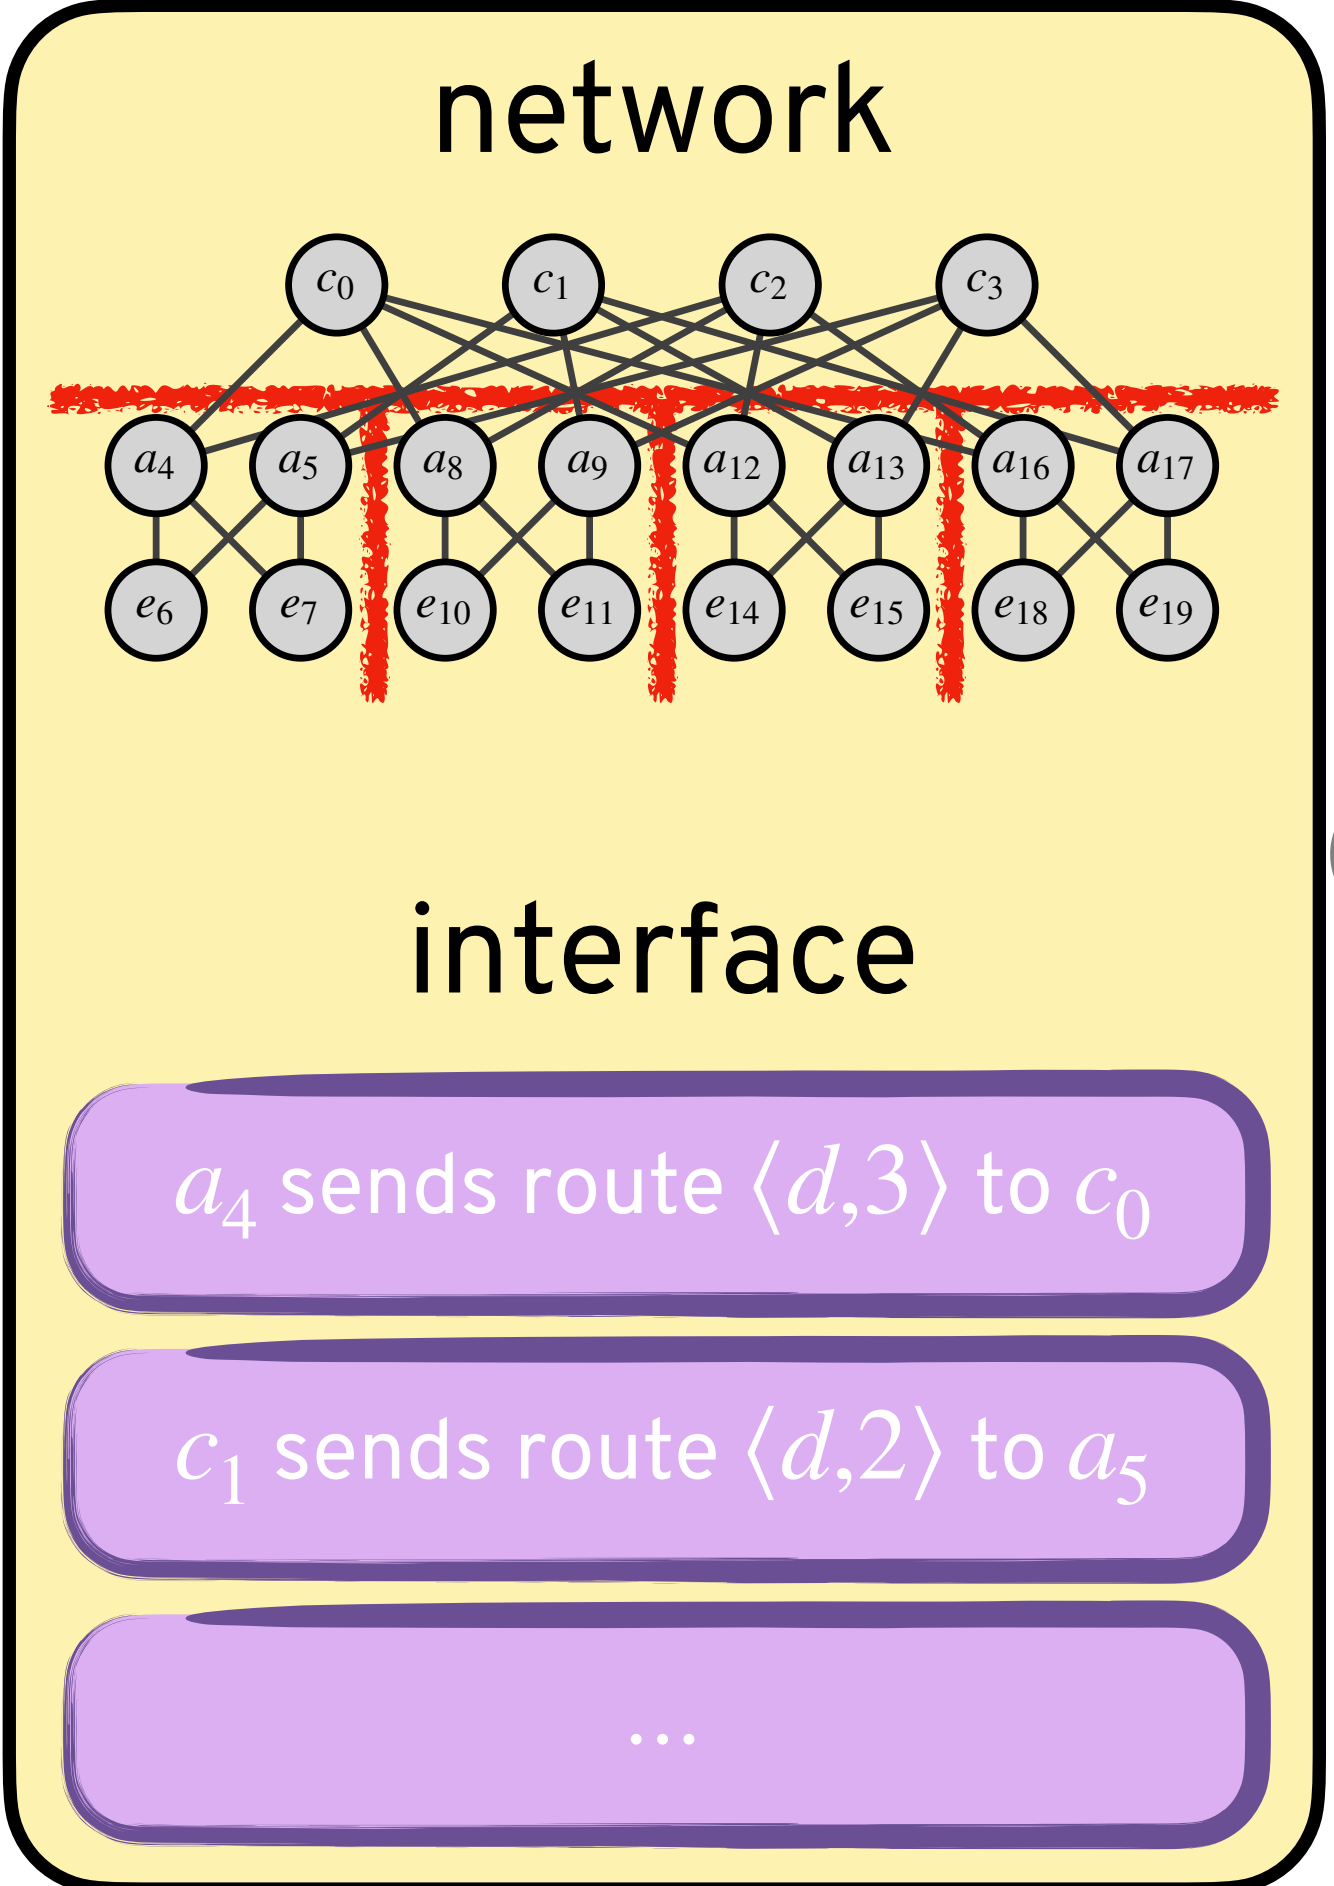 network
c0 c1 c2 c3
a4 a5 a8 a9 a12 a13 a16 a17
e6 e7 e10 e11 e14 e15 e18 e19
interface
a4 sends route ⟨d,3⟩ to c0
c1 sends route ⟨d,2⟩ to a5
...